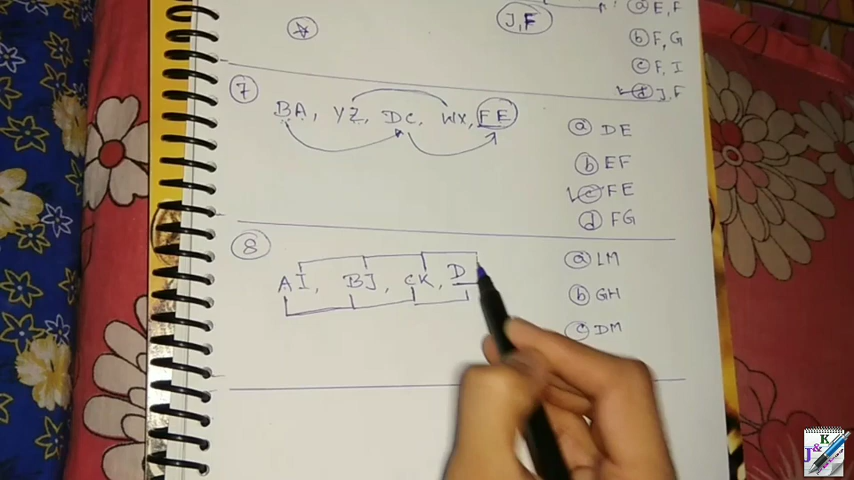 J,F
a E, F
b F, G
c F, I
d J, F
7 BA, YZ, DC, WX, FE
a DE
b EF
c FE
d FG
8 AI, BJ, CK, D
a LM
b GH
c DM
J&K